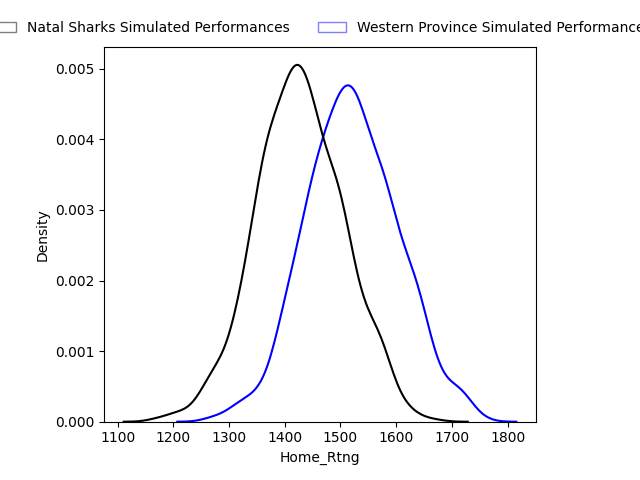 Natal Sharks Simulated Performances Western Province Simulated Performance
0.005
0.004
0.003
0.002
0.001
0.000
Density
1100 1200 1300 1400 1500 1600 1700 1800
Home_Rtng